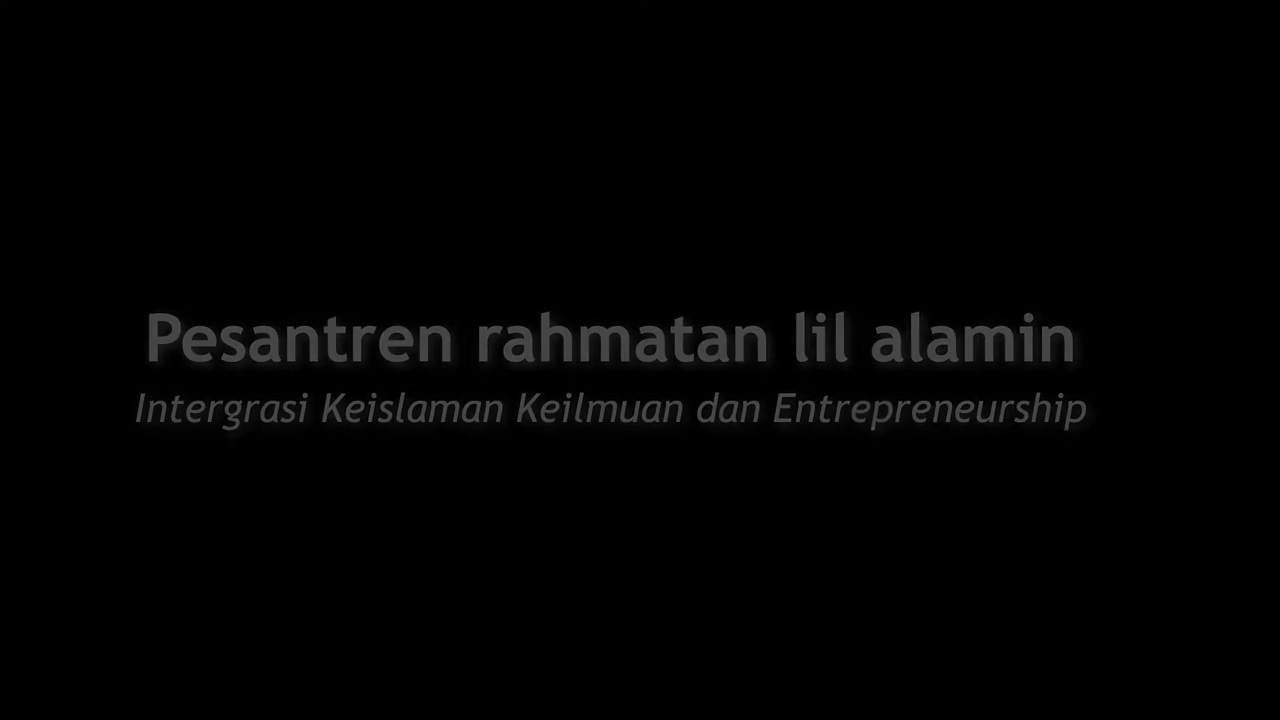 Pesantren rahmatan lil alamin
Intergrasi Keislaman Keilmuan dan Entrepreneurship